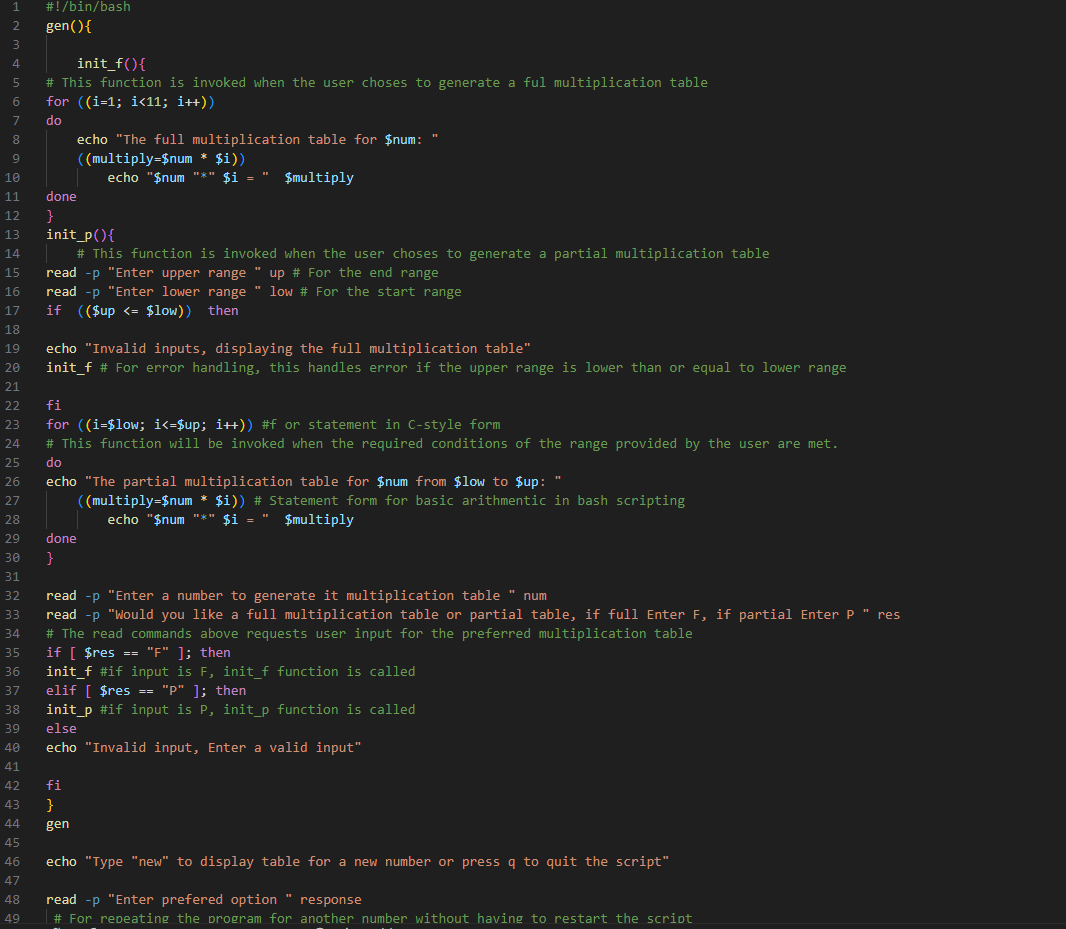 1 #!/bin/bash
2 gen(){
3
4 init_f(){
5 # This function is invoked when the user choses to generate a ful multiplication table
6 for ((i=1; i<11; i++))
7 do
8 echo "The full multiplication table for $num: "
9 ((multiply=$num * $i))
10 echo "$num "*" $i = "  $multiply
11 done
12 }
13 init_p(){
14 # This function is invoked when the user choses to generate a partial multiplication table
15 read -p "Enter upper range " up # For the end range
16 read -p "Enter lower range " low # For the start range
17 if  (($up <= $low))  then
18
19 echo "Invalid inputs, displaying the full multiplication table"
20 init_f # For error handling, this handles error if the upper range is lower than or equal to lower range
21
22 fi
23 for ((i=$low; i<=$up; i++)) #f or statement in C-style form
24 # This function will be invoked when the required conditions of the range provided by the user are met.
25 do
26 echo "The partial multiplication table for $num from $low to $up: "
27 ((multiply=$num * $i)) # Statement form for basic arithmentic in bash scripting
28 echo "$num "*" $i = "  $multiply
29 done
30 }
31
32 read -p "Enter a number to generate it multiplication table " num
33 read -p "Would you like a full multiplication table or partial table, if full Enter F, if partial Enter P " res
34 # The read commands above requests user input for the preferred multiplication table
35 if [ $res == "F" ]; then
36 init_f #if input is F, init_f function is called
37 elif [ $res == "P" ]; then
38 init_p #if input is P, init_p function is called
39 else
40 echo "Invalid input, Enter a valid input"
41
42 fi
43 }
44 gen
45
46 echo "Type "new" to display table for a new number or press q to quit the script"
47
48 read -p "Enter prefered option " response
49 # For repeating the program for another number without having to restart the script